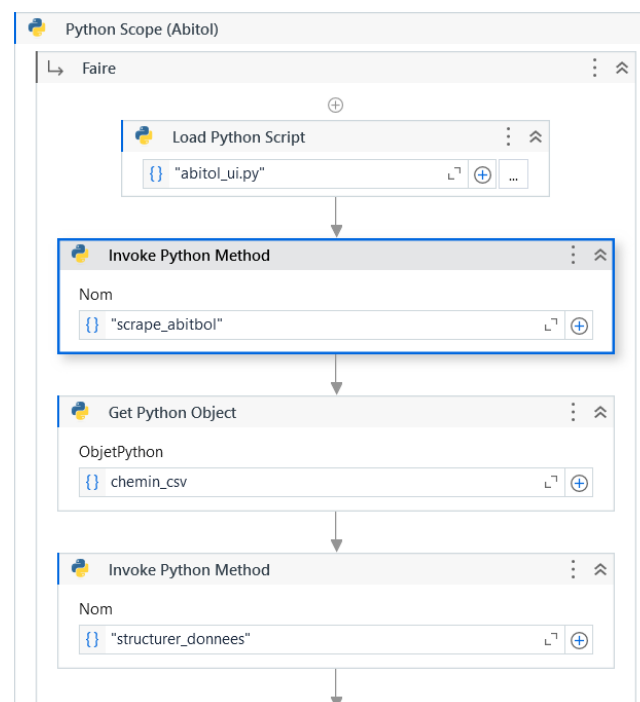 Python Scope (Abitol)
Faire
Load Python Script
{} "abitol_ui.py"
...
Invoke Python Method
Nom
{} "scrape_abitbol"
Get Python Object
ObjetPython
{} chemin_csv
Invoke Python Method
Nom
{} "structurer_donnees"